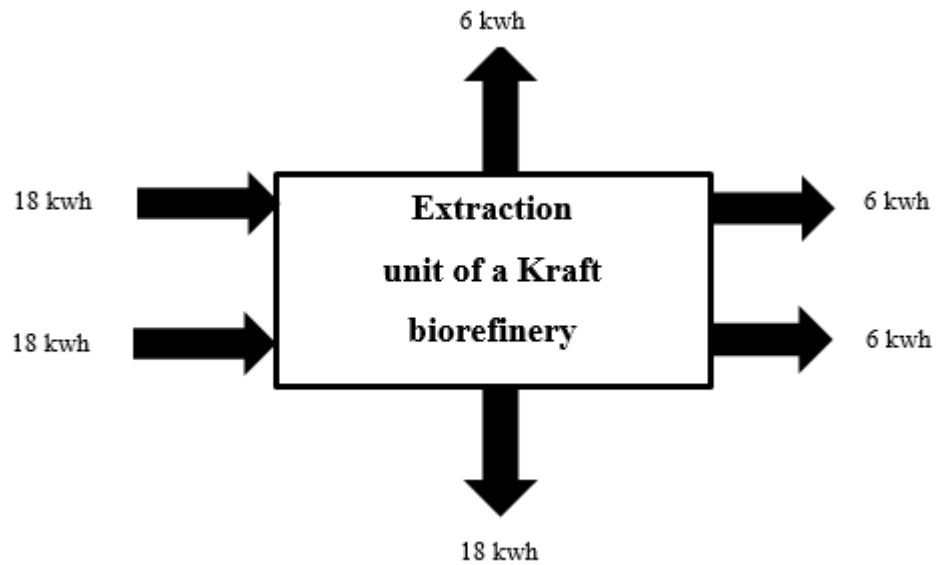 6 kwh
18 kwh
Extraction
unit of a Kraft
biorefinery
6 kwh
18 kwh
6 kwh
18 kwh